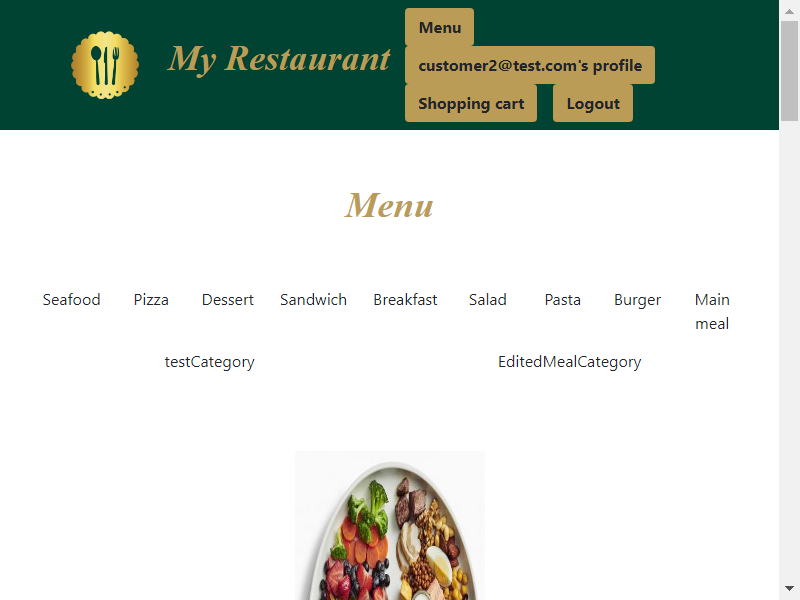 My Restaurant
Menu
customer2@test.com's profile
Shopping cart Logout
Menu
Seafood Pizza Dessert Sandwich Breakfast Salad Pasta Burger Main
meal
testCategory EditedMealCategory